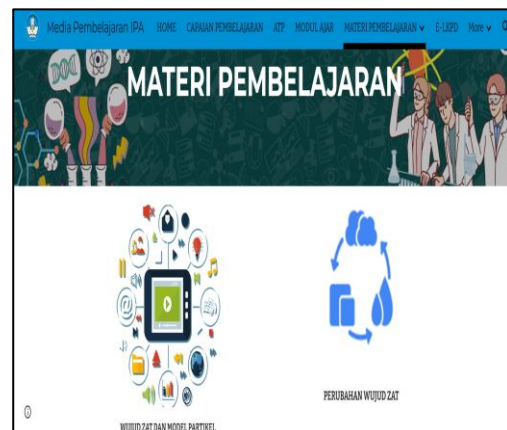 Media Pembelajaran IPA HOME CAPAIAN PEMBELAJARAN ATP MODUL AJAR MATERI PEMBELAJARAN E-LKPD More
MATERI PEMBELAJARAN
PERUBAHAN WUJUD ZAT
WUJUD ZAT DAN MODEL PARTIKEL